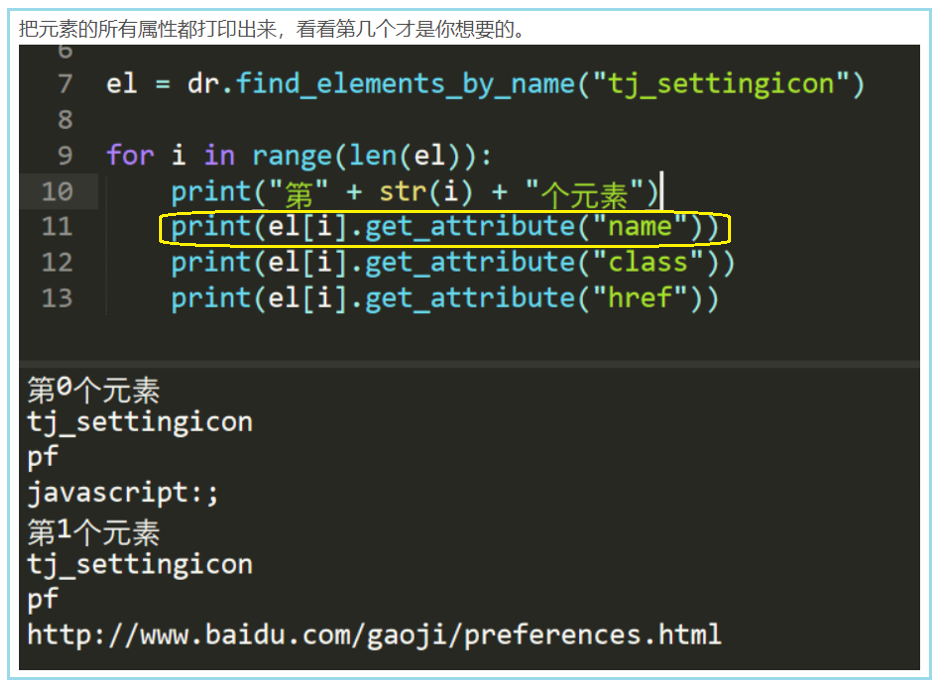 把元素的所有属性都打印出来，看看第几个才是你想要的。
6
7 el = dr.find_elements_by_name("tj_settingicon")
8
9 for i in range(len(el)):
10 print("第" + str(i) + "个元素")
11 print(el[i].get_attribute("name"))
12 print(el[i].get_attribute("class"))
13 print(el[i].get_attribute("href"))
第0个元素
tj_settingicon
pf
javascript:;
第1个元素
tj_settingicon
pf
http://www.baidu.com/gaoji/preferences.html